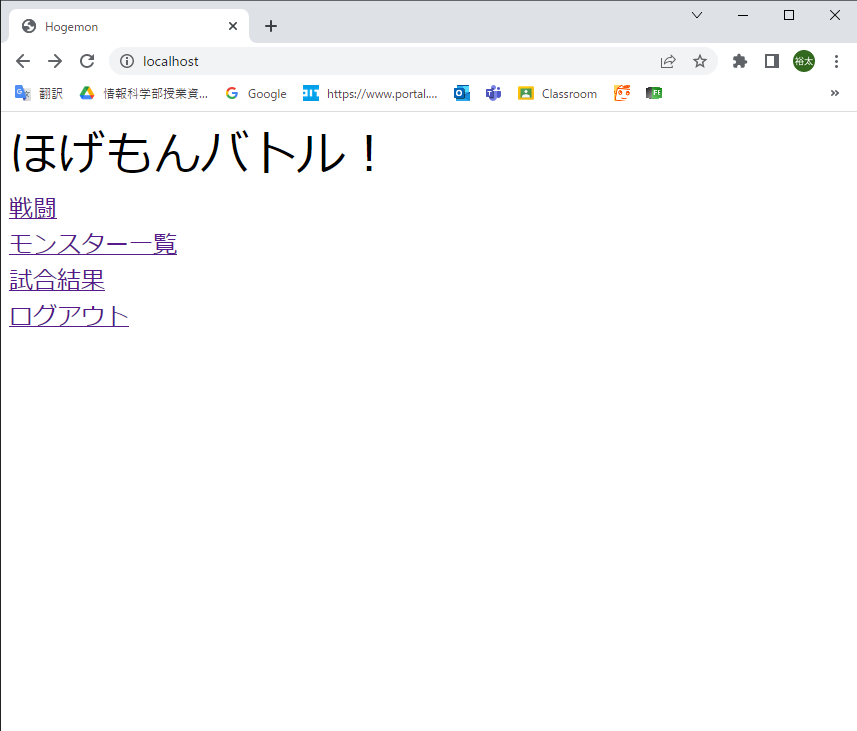 Hogemon
localhost
裕太
翻訳 情報科学部授業資... Google https://www.portal.... Classroom
ほげもんバトル！
戦闘
モンスター一覧
試合結果
ログアウト